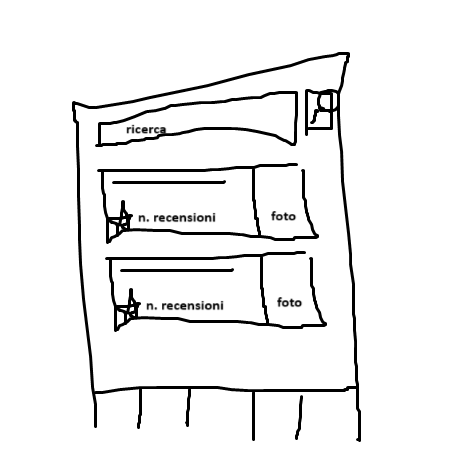 ricerca
n. recensioni
foto
n. recensioni
foto